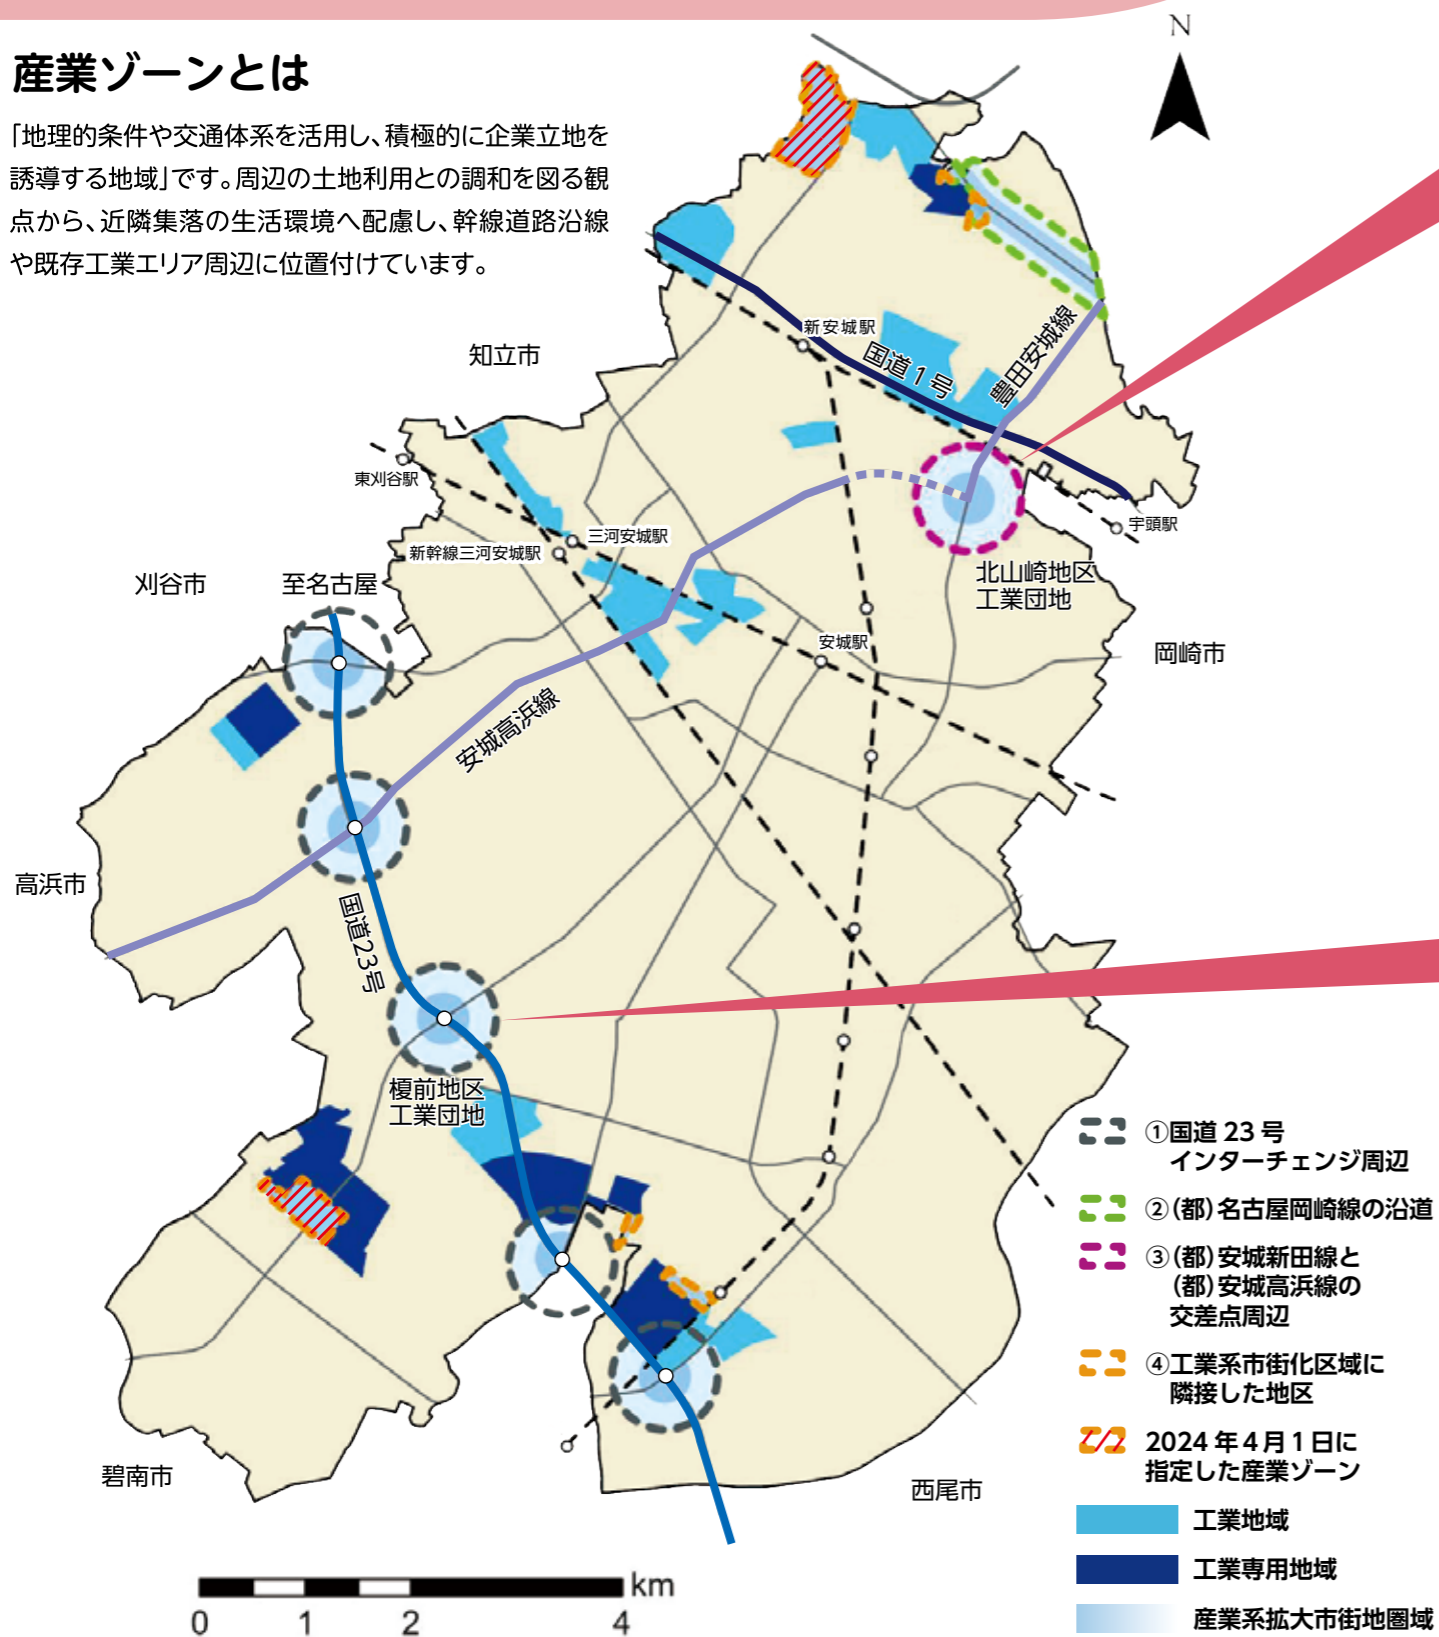 産業ゾーンとは
「地理的条件や交通体系を活用し、積極的に企業立地を
誘導する地域」です。周辺の土地利用との調和を図る観
点から、近隣集落の生活環境へ配慮し、幹線道路沿線
や既存工業エリア周辺に位置付けています。
N
知立市
新安城駅
国道1号
豊田安城線
東刈谷駅
三河安城駅
新幹線三河安城駅
宇頭駅
北山崎地区
工業団地
刈谷市
至名古屋
安城駅
岡崎市
安城高浜線
高浜市
国道23号
榎前地区
工業団地
碧南市
西尾市
①国道 23 号
インターチェンジ周辺
②(都)名古屋岡崎線の沿道
③(都)安城新田線と
(都)安城高浜線の
交差点周辺
④工業系市街化区域に
隣接した地区
2024 年 4 月 1 日に
指定した産業ゾーン
工業地域
工業専用地域
産業系拡大市街地圏域
km
0 1 2 4